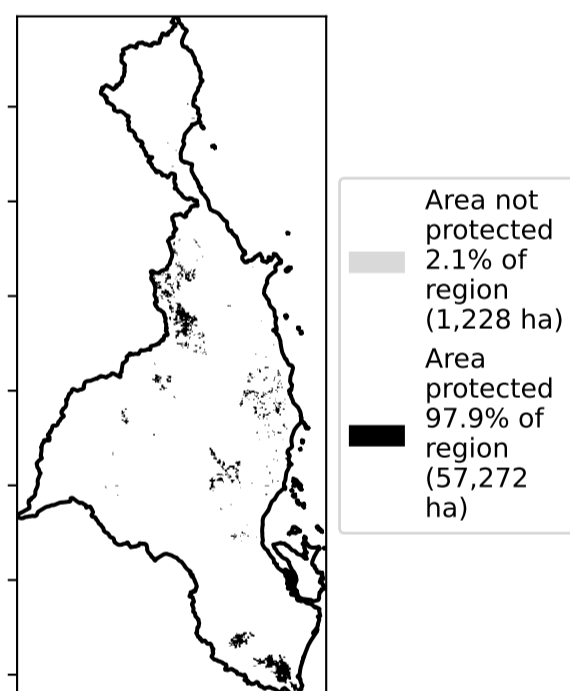 Area not
protected
2.1% of
region
(1,228 ha)
Area
protected
97.9% of
region
(57,272
ha)